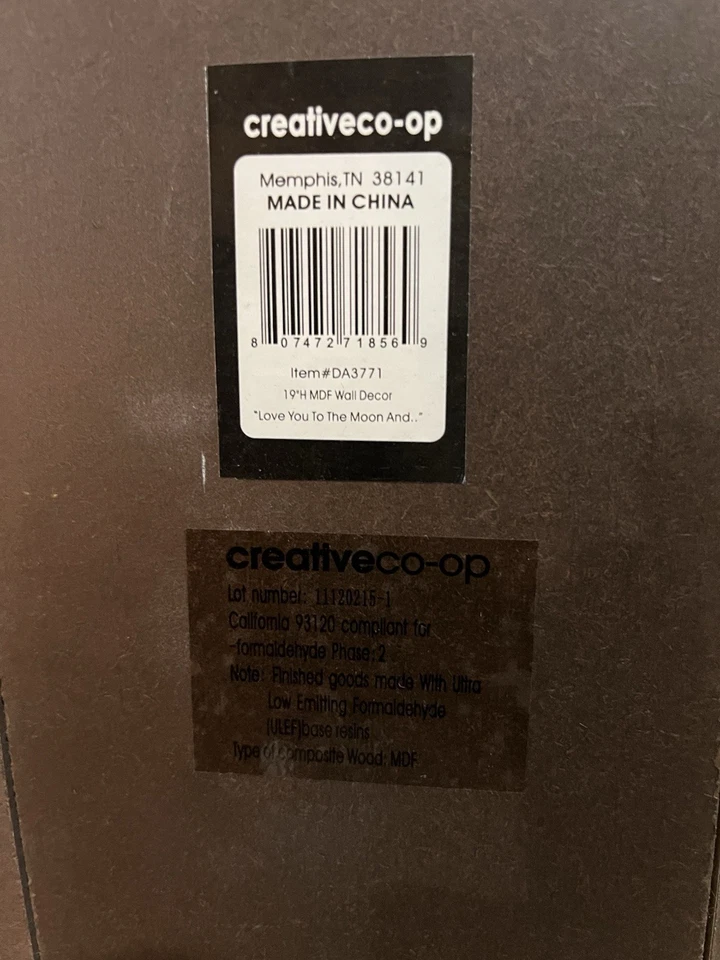 creativeco-op
Memphis,TN 38141
MADE IN CHINA
8 07472 71856 9
Item#DA3771
19"H MDF Wall Decor
"Love You To The Moon And.."
creativeco-op
Lot number: 11120215-1
California 93120 compliant for
-formaldehyde Phase:2
Note: Finished goods made With Ultra
Low Emitting Formaldehyde
[ULEF]base resins
Type of composite Wood: MDF